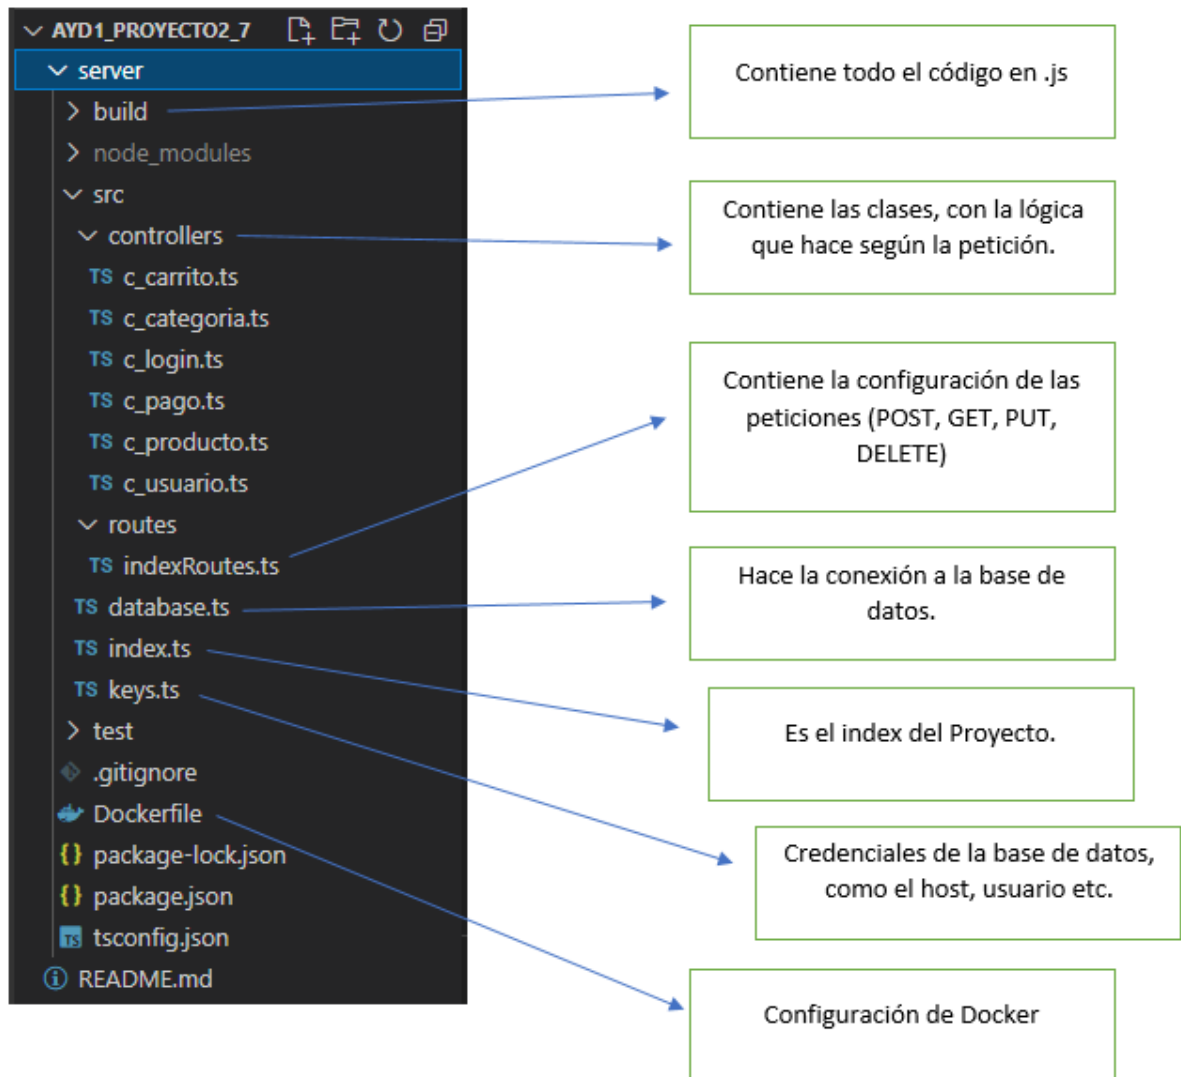 AYD1_PROYECTO2_7
server
build
node_modules
src
controllers
TS c_carrito.ts
TS c_categoria.ts
TS c_login.ts
TS c_pago.ts
TS c_producto.ts
TS c_usuario.ts
routes
TS indexRoutes.ts
TS database.ts
TS index.ts
TS keys.ts
test
.gitignore
Dockerfile
{} package-lock.json
{} package.json
TS tsconfig.json
README.md
Contiene todo el código en .js
Contiene las clases, con la lógica
que hace según la petición.
Contiene la configuración de las
peticiones (POST, GET, PUT,
DELETE)
Hace la conexión a la base de
datos.
Es el index del Proyecto.
Credenciales de la base de datos,
como el host, usuario etc.
Configuración de Docker